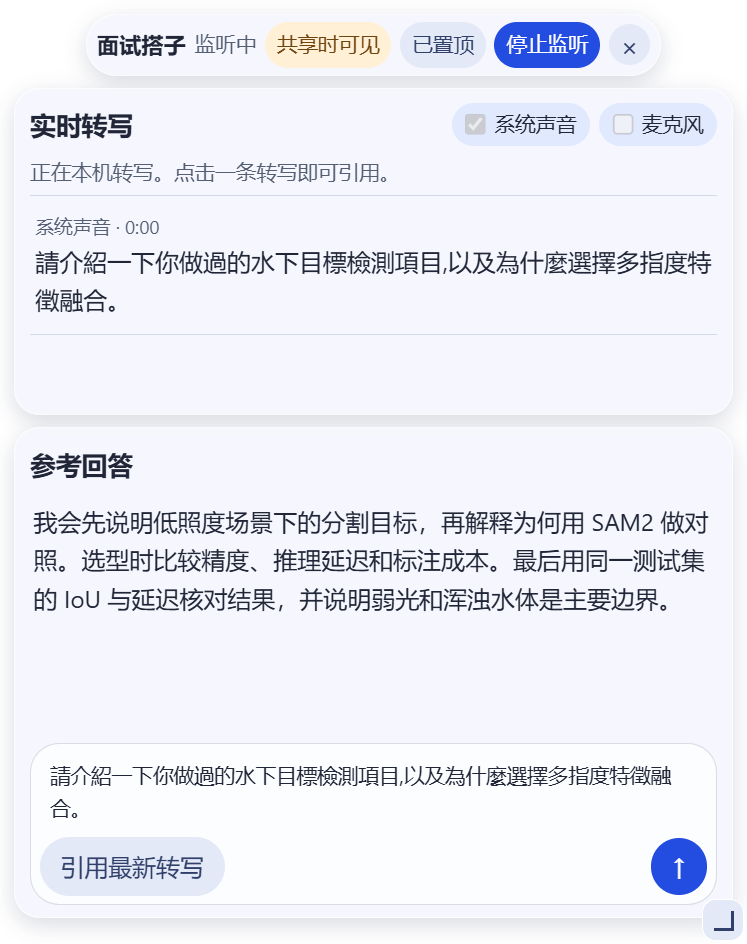 面试搭子 监听中 共享时可见 已置顶 停止监听 ×
实时转写 系统声音 麦克风
正在本机转写。点击一条转写即可引用。
系统声音 · 0:00
請介紹一下你做過的水下目標檢測項目,以及為什麼選擇多指度特
徵融合。
参考回答
我会先说明低照度场景下的分割目标，再解释为何用 SAM2 做对
照。选型时比较精度、推理延迟和标注成本。最后用同一测试集
的 IoU 与延迟核对结果，并说明弱光和浑浊水体是主要边界。
請介紹一下你做過的水下目標檢測項目,以及為什麼選擇多指度特徵融
合。
引用最新转写 ↑